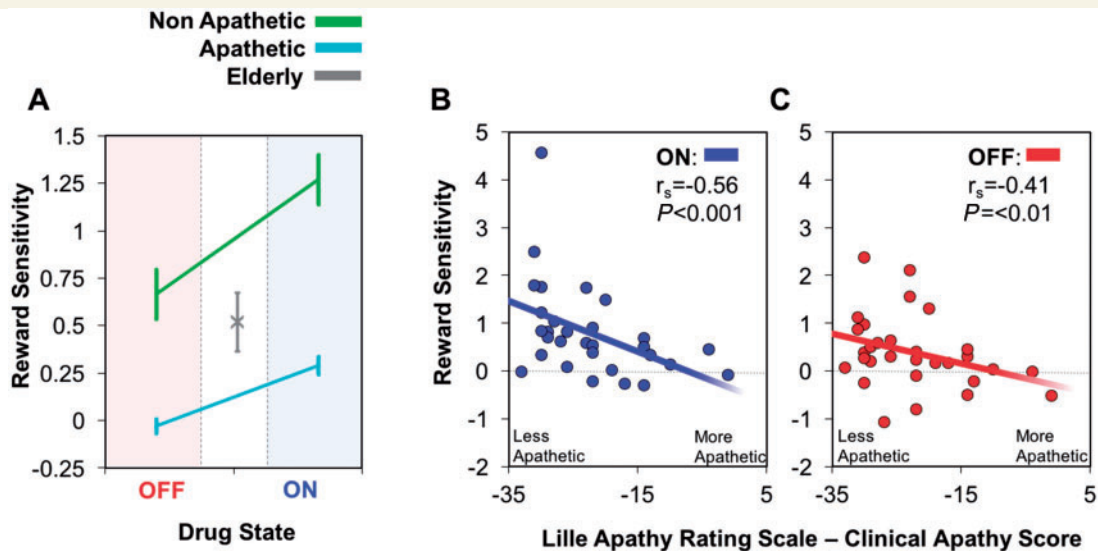 Non Apathetic
Apathetic
Elderly
A
Reward Sensitivity
1.5
1.25
1
0.75
0.5
0.25
0
-0.25
OFF
ON
Drug State
B
Reward Sensitivity
5
4
3
2
1
0
-1
-2
ON:
rs=-0.56
P<0.001
Less
Apathetic
More
Apathetic
-35
-15
5
C
5
4
3
2
1
0
-1
-2
OFF:
rs=-0.41
P=<0.01
Less
Apathetic
More
Apathetic
-35
-15
5
Lille Apathy Rating Scale – Clinical Apathy Score